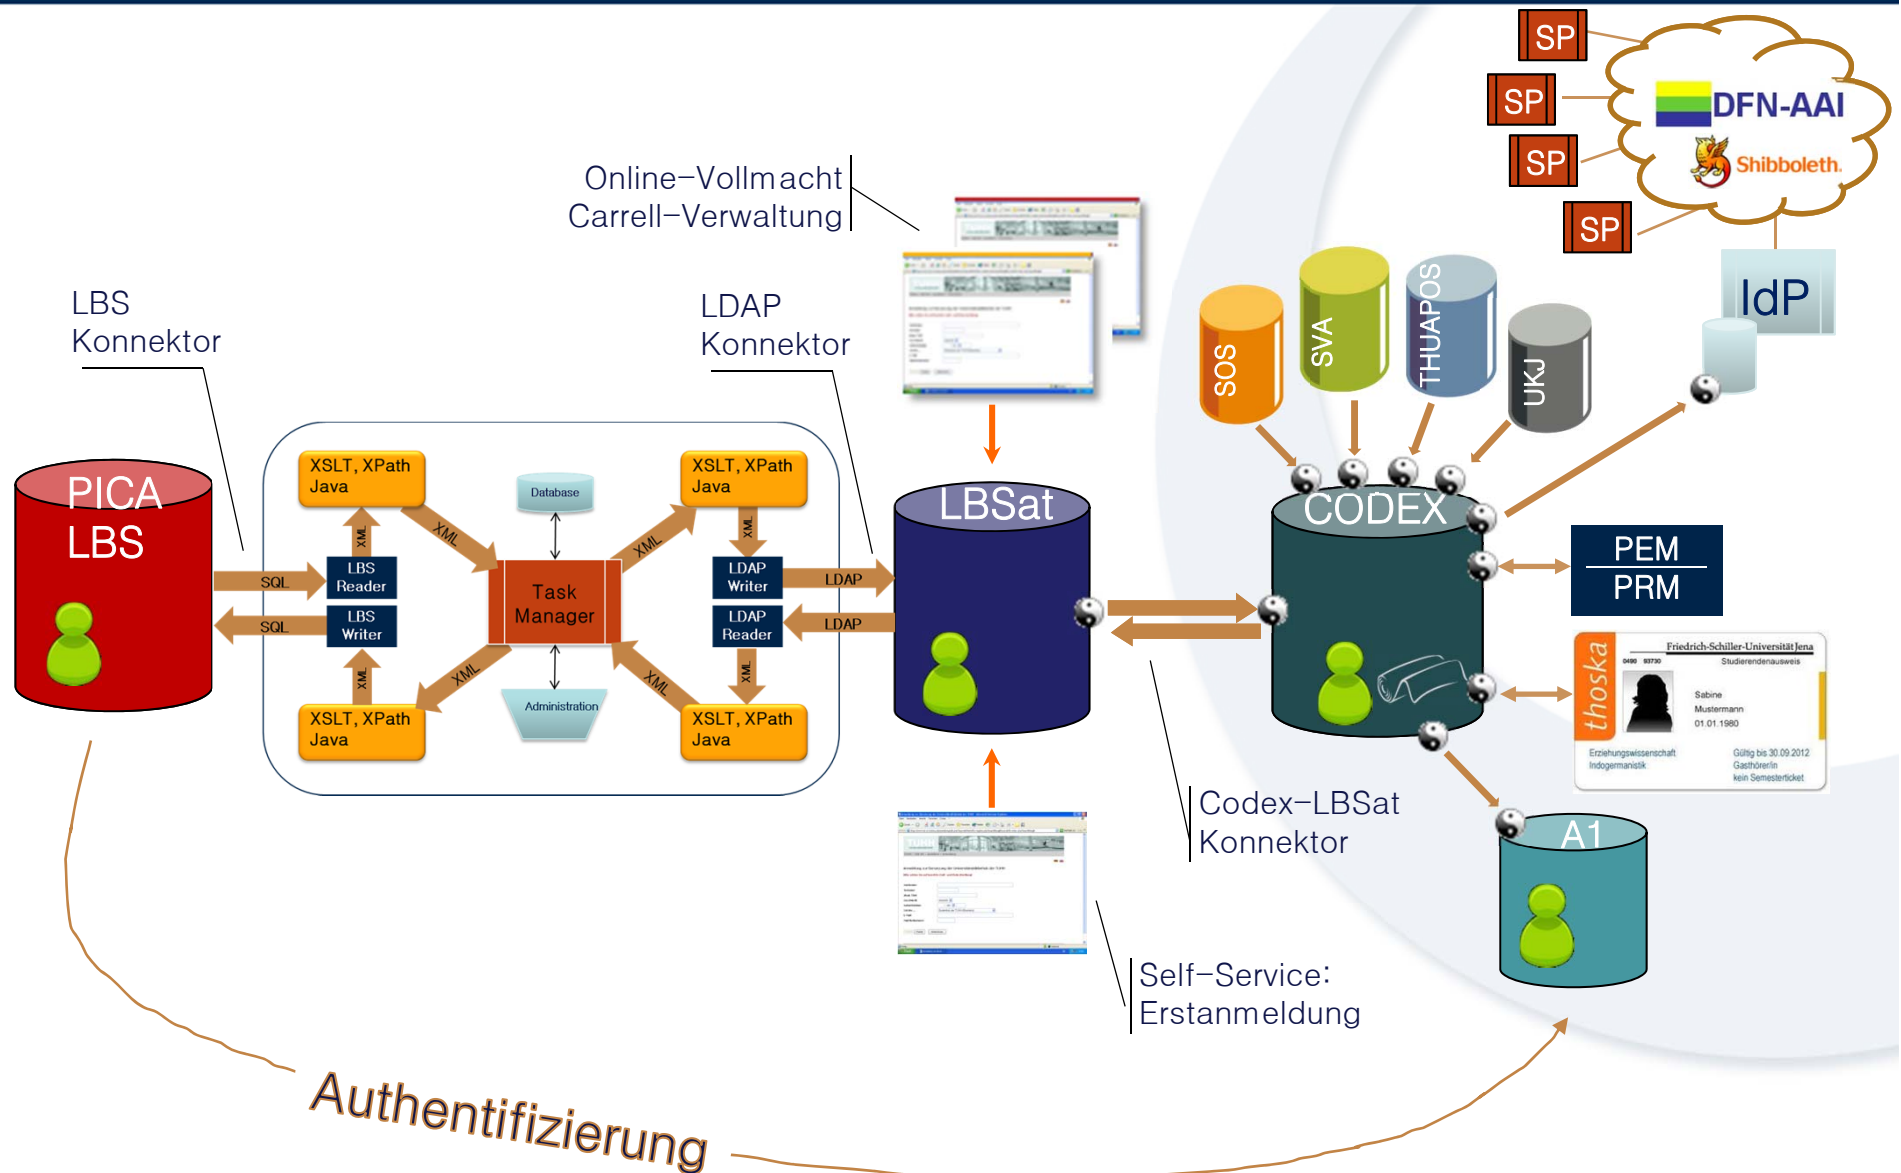 SP
SP
SP
SP
DFN-AAI
Shibboleth.
IdP
Online-Vollmacht
Carrell-Verwaltung
LBS
Konnektor
LDAP
Konnektor
SOS
SVA
THUAPOS
UKJ
PICA
LBS
XSLT, XPath
Java
XSLT, XPath
Java
Database
XML
XML
XML
XML
SQL
LBS
Reader
LDAP
Writer
LDAP
Task
Manager
SQL
LBS
Writer
LDAP
Reader
LDAP
XML
XML
XML
XML
XSLT, XPath
Java
Administration
XSLT, XPath
Java
LBSat
CODEX
PEM
PRM
thoska
Friedrich-Schiller-Universität Jena
0490 93730
Studierendenausweis
Sabine
Mustermann
01.01.1980
Erziehungswissenschaft
Indogermanistik
Gültig bis 30.09.2012
Gasthörer/in
kein Semesterticket
Codex-LBSat
Konnektor
A1
Self-Service:
Erstanmeldung
Authentifizierung